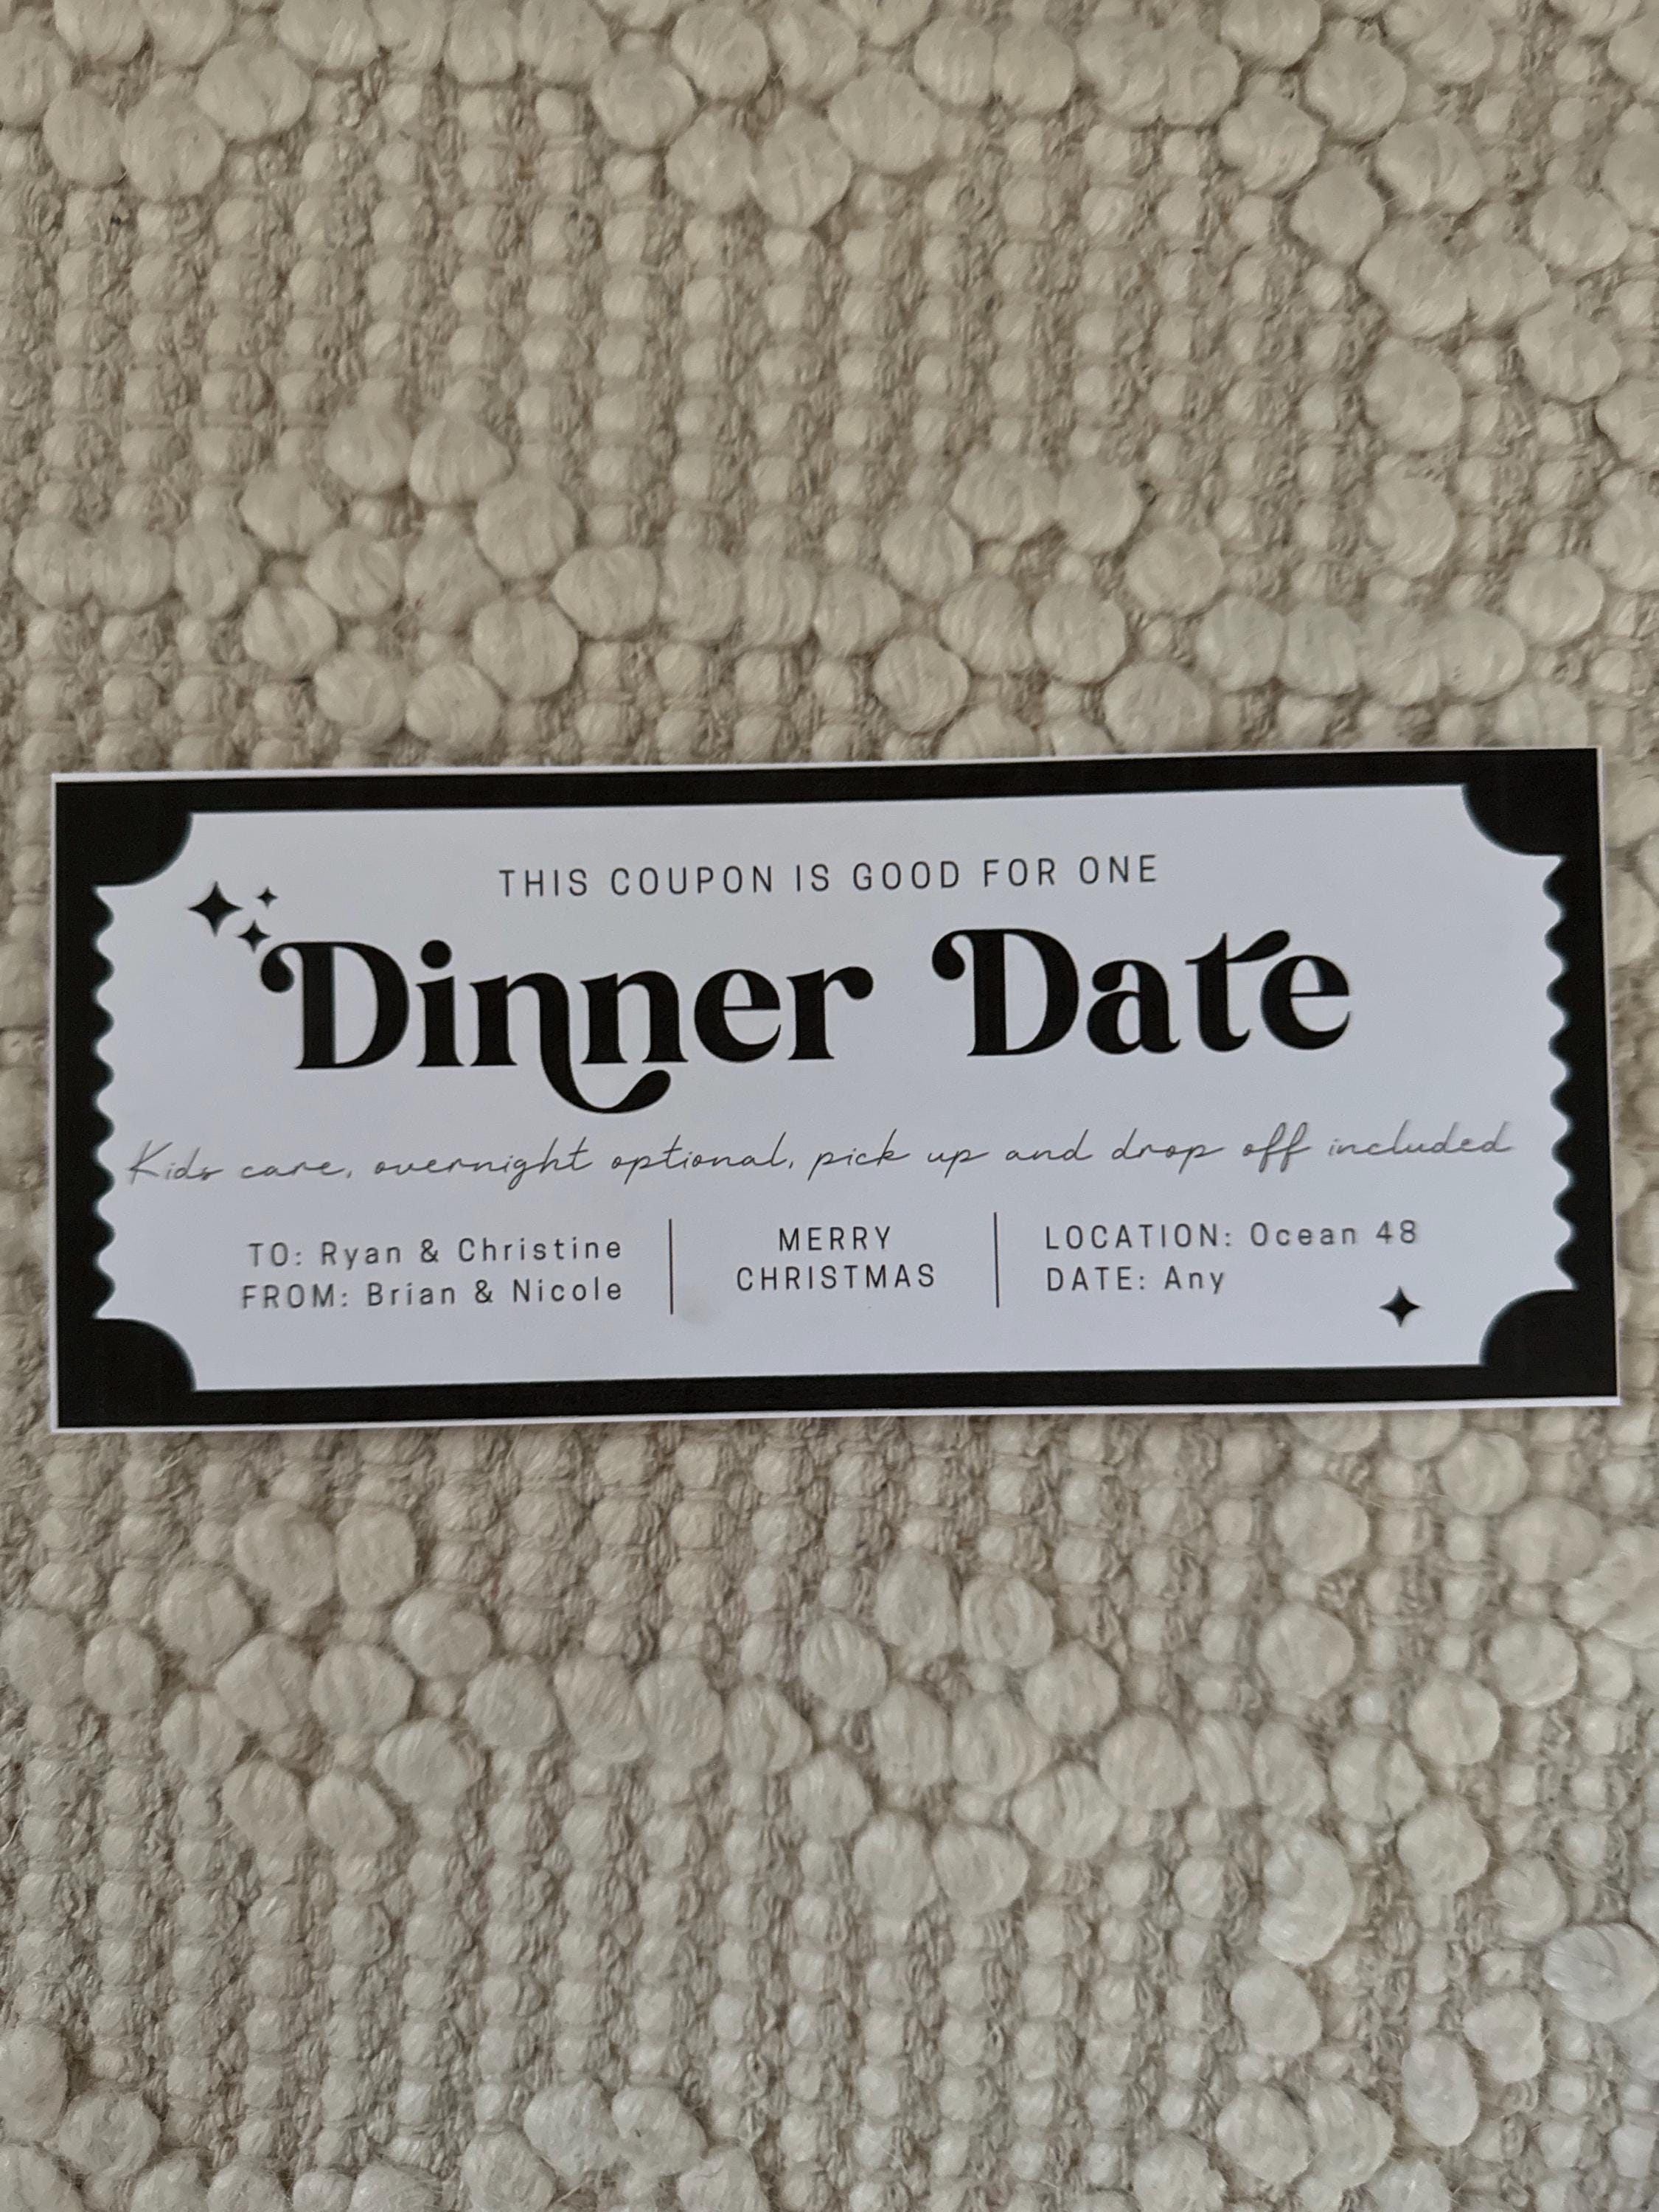 THIS COUPON IS GOOD FOR ONE
Dinner Date
Kids care, overnight optional, pick up and drop off included
TO: Ryan & Christine
FROM: Brian & Nicole
MERRY
CHRISTMAS
LOCATION: Ocean 48
DATE: Any